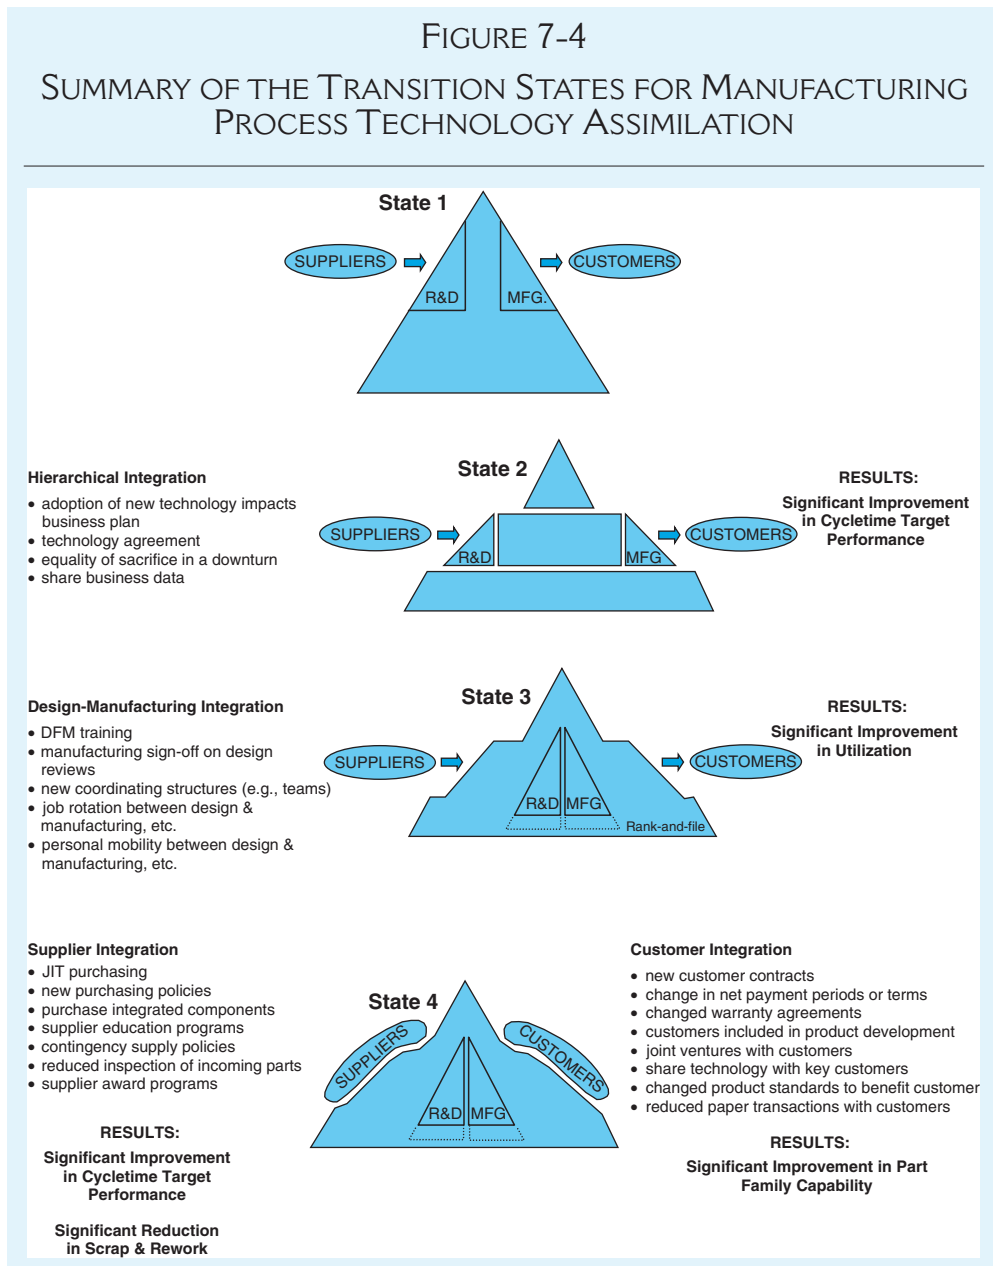 FIGURE 7-4
SUMMARY OF THE TRANSITION STATES FOR MANUFACTURING
PROCESS TECHNOLOGY ASSIMILATION
State 1
SUPPLIERS
CUSTOMERS
R&D
MFG.
Hierarchical Integration
• adoption of new technology impacts
business plan
• technology agreement
• equality of sacrifice in a downturn
• share business data
State 2
SUPPLIERS
CUSTOMERS
R&D
MFG
RESULTS:
Significant Improvement
in Cycletime Target
Performance
Design-Manufacturing Integration
• DFM training
• manufacturing sign-off on design
reviews
• new coordinating structures (e.g., teams)
• job rotation between design &
manufacturing, etc.
• personal mobility between design &
manufacturing, etc.
State 3
SUPPLIERS
CUSTOMERS
R&D
MFG
Rank-and-file
RESULTS:
Significant Improvement
in Utilization
Supplier Integration
• JIT purchasing
• new purchasing policies
• purchase integrated components
• supplier education programs
• contingency supply policies
• reduced inspection of incoming parts
• supplier award programs
RESULTS:
Significant Improvement
in Cycletime Target
Performance
Significant Reduction
in Scrap & Rework
State 4
SUPPLIERS
CUSTOMERS
R&D
MFG
Customer Integration
• new customer contracts
• change in net payment periods or terms
• changed warranty agreements
• customers included in product development
• joint ventures with customers
• share technology with key customers
• changed product standards to benefit customer
• reduced paper transactions with customers
RESULTS:
Significant Improvement in Part
Family Capability